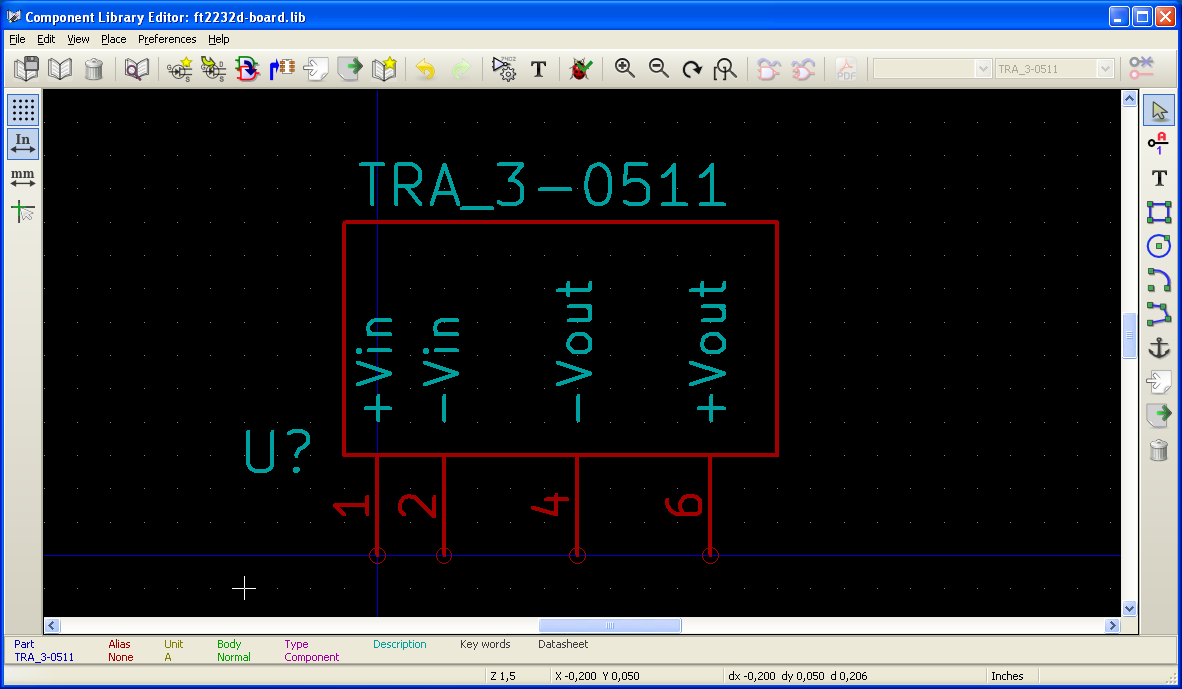 Component Library Editor: ft2232d-board.lib
File Edit View Place Preferences Help
TRA_3-0511
In
mm
TRA_3-0511
+Vin
-Vin
-Vout
+Vout
U?
1
2
4
6
Part Alias Unit Body Type Description Key words Datasheet
TRA_3-0511 None A Normal Component
Z 1,5 X -0,200 Y 0,050 dx -0,200 dy 0,050 d 0,206 Inches